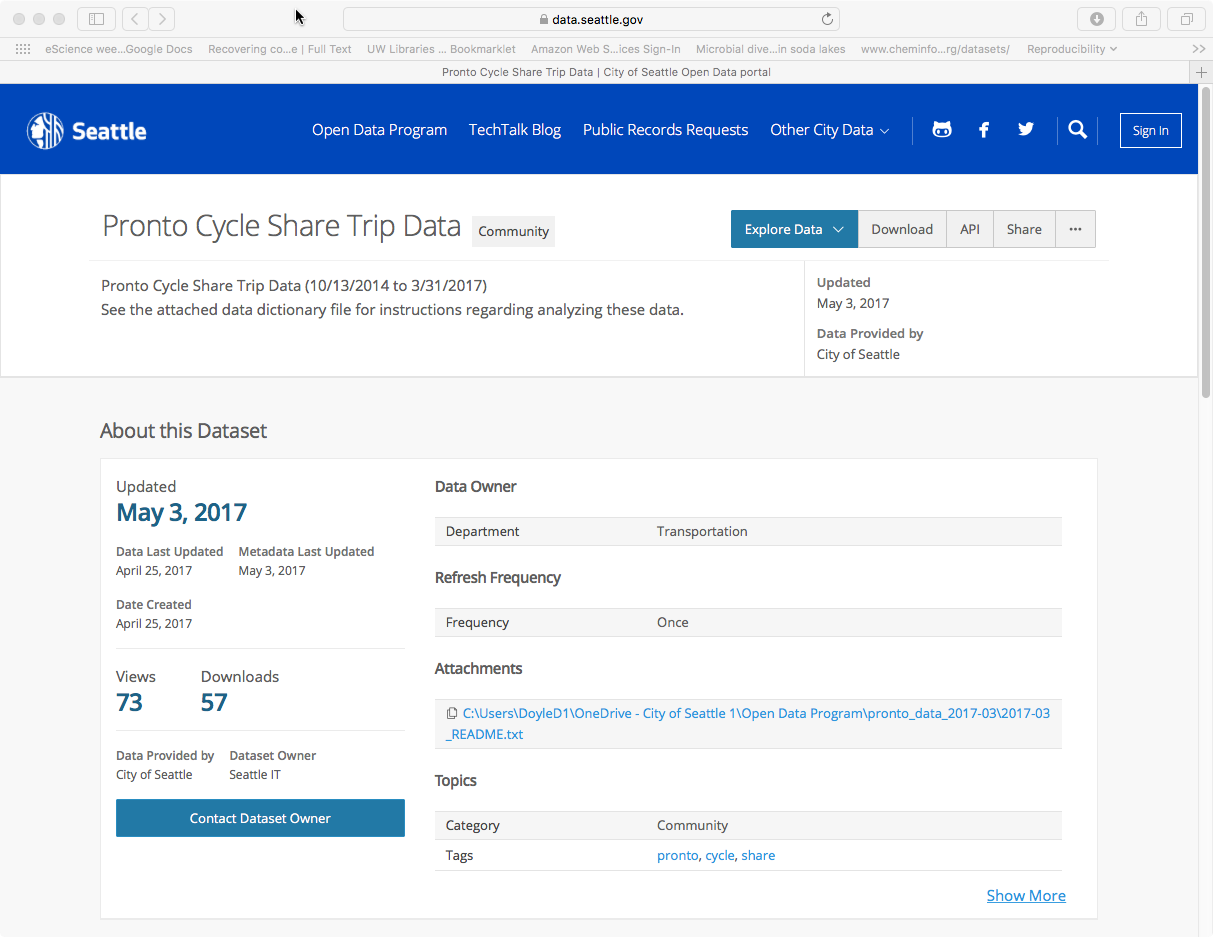 data.seattle.gov
eScience wee...Google Docs Recovering co...e | Full Text UW Libraries ... Bookmarklet Amazon Web S...ices Sign-In Microbial dive...in soda lakes www.cheminfo...rg/datasets/ Reproducibility
Pronto Cycle Share Trip Data | City of Seattle Open Data portal
Seattle Open Data Program TechTalk Blog Public Records Requests Other City Data Sign In
Pronto Cycle Share Trip Data Community Explore Data Download API Share ...
Pronto Cycle Share Trip Data (10/13/2014 to 3/31/2017)
See the attached data dictionary file for instructions regarding analyzing these data.
Updated
May 3, 2017
Data Provided by
City of Seattle
About this Dataset
Updated
May 3, 2017
Data Last Updated Metadata Last Updated
April 25, 2017 May 3, 2017
Date Created
April 25, 2017
Views Downloads
73 57
Data Provided by Dataset Owner
City of Seattle Seattle IT
Contact Dataset Owner
Data Owner
Department Transportation
Refresh Frequency
Frequency Once
Attachments
C:\Users\DoyleD1\OneDrive - City of Seattle 1\Open Data Program\pronto_data_2017-03\2017-03
_README.txt
Topics
Category Community
Tags pronto, cycle, share
Show More